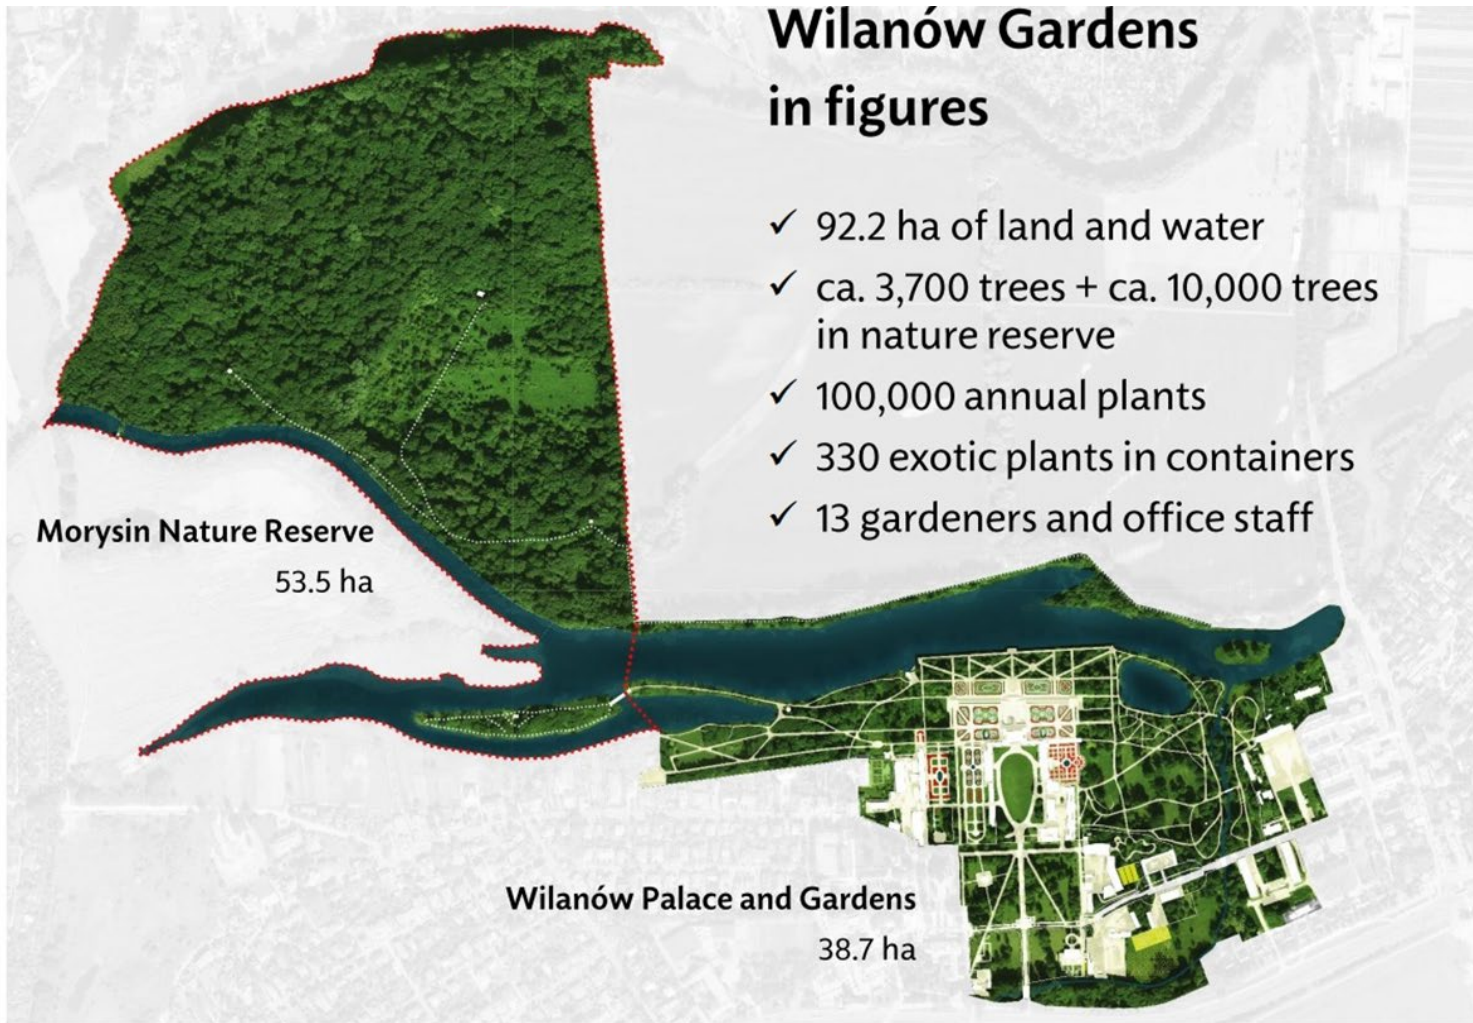 Wilanów Gardens
in figures
✓ 92.2 ha of land and water
✓ ca. 3,700 trees + ca. 10,000 trees
in nature reserve
✓ 100,000 annual plants
✓ 330 exotic plants in containers
✓ 13 gardeners and office staff
Morysin Nature Reserve
53.5 ha
Wilanów Palace and Gardens
38.7 ha